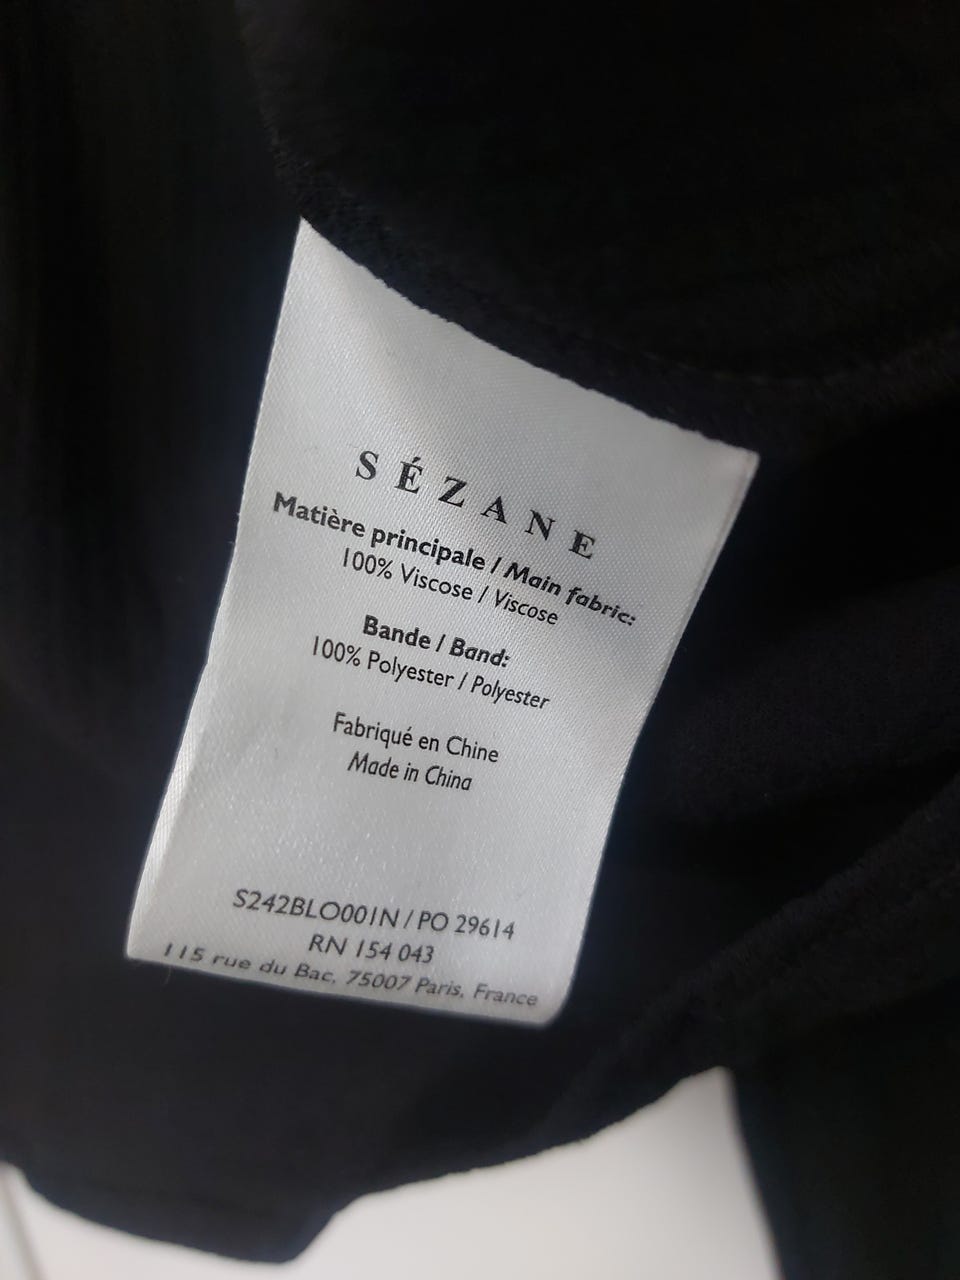 SÉZANE
Matière principale / Main fabric:
100% Viscose / Viscose
Bande / Band:
100% Polyester / Polyester
Fabriqué en Chine
Made in China
S242BLO001N / PO 29614
RN 154 043
115 rue du Bac, 75007 Paris, France